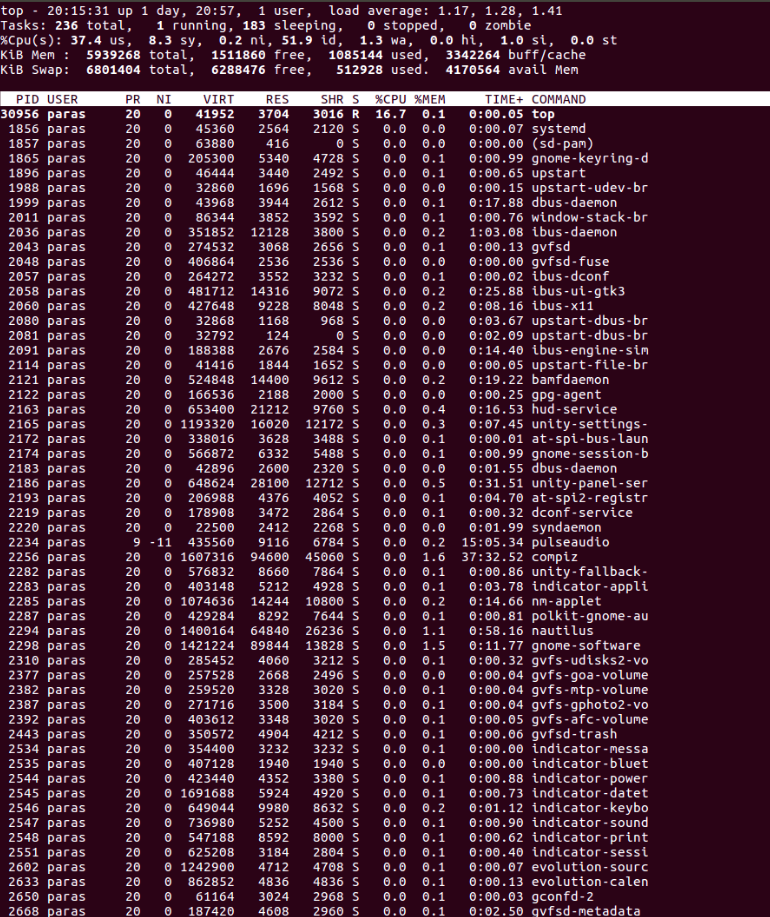 top - 20:15:31 up 1 day, 20:57,  1 user,  load average: 1.17, 1.28, 1.41
Tasks: 236 total,   1 running, 183 sleeping,   0 stopped,   0 zombie
%Cpu(s): 37.4 us,  8.3 sy,  0.2 ni, 51.9 id,  1.3 wa,  0.0 hi,  1.0 si,  0.0 st
KiB Mem :  5939268 total,  1511860 free,  1085144 used,  3342264 buff/cache
KiB Swap:  6801404 total,  6288476 free,   512928 used.  4170564 avail Mem
PID USER PR NI VIRT RES SHR S %CPU %MEM TIME+ COMMAND
30956 paras 20 0 41952 3704 3016 R 16.7 0.1 0:00.05 top
1856 paras 20 0 45360 2564 2120 S 0.0 0.0 0:00.07 systemd
1857 paras 20 0 63880 416 0 S 0.0 0.0 0:00.00 (sd-pam)
1865 paras 20 0 205300 5340 4728 S 0.0 0.1 0:00.99 gnome-keyring-d
1896 paras 20 0 46444 3440 2492 S 0.0 0.1 0:00.65 upstart
1988 paras 20 0 32860 1696 1568 S 0.0 0.0 0:00.15 upstart-udev-br
1999 paras 20 0 43968 3944 2612 S 0.0 0.1 0:17.88 dbus-daemon
2011 paras 20 0 86344 3852 3592 S 0.0 0.1 0:00.76 window-stack-br
2036 paras 20 0 351852 12128 3800 S 0.0 0.2 1:03.08 ibus-daemon
2043 paras 20 0 274532 3068 2656 S 0.0 0.1 0:00.13 gvfsd
2048 paras 20 0 406864 2536 2536 S 0.0 0.0 0:00.00 gvfsd-fuse
2057 paras 20 0 264272 3552 3232 S 0.0 0.1 0:00.02 ibus-dconf
2058 paras 20 0 481712 14316 9072 S 0.0 0.2 0:25.88 ibus-ui-gtk3
2060 paras 20 0 427648 9228 8048 S 0.0 0.2 0:08.16 ibus-x11
2080 paras 20 0 32868 1168 968 S 0.0 0.0 0:03.67 upstart-dbus-br
2081 paras 20 0 32792 124 0 S 0.0 0.0 0:02.09 upstart-dbus-br
2091 paras 20 0 188388 2676 2584 S 0.0 0.0 0:14.40 ibus-engine-sim
2114 paras 20 0 41416 1844 1652 S 0.0 0.0 0:00.05 upstart-file-br
2121 paras 20 0 524848 14400 9612 S 0.0 0.2 0:19.22 bamfdaemon
2122 paras 20 0 166536 2188 2000 S 0.0 0.0 0:00.25 gpg-agent
2163 paras 20 0 653400 21212 9760 S 0.0 0.4 0:16.53 hud-service
2165 paras 20 0 1193320 16020 12172 S 0.0 0.3 0:07.45 unity-settings-
2172 paras 20 0 338016 3628 3488 S 0.0 0.1 0:00.01 at-spi-bus-laun
2174 paras 20 0 566872 6332 5488 S 0.0 0.1 0:00.99 gnome-session-b
2183 paras 20 0 42896 2600 2320 S 0.0 0.0 0:01.55 dbus-daemon
2186 paras 20 0 648624 28100 12712 S 0.0 0.5 0:31.51 unity-panel-ser
2193 paras 20 0 206988 4376 4052 S 0.0 0.1 0:04.70 at-spi2-registr
2219 paras 20 0 178908 3472 2864 S 0.0 0.1 0:00.32 dconf-service
2220 paras 20 0 22500 2412 2268 S 0.0 0.0 0:01.99 syndaemon
2234 paras 9 -11 435560 9116 6784 S 0.0 0.2 15:05.34 pulseaudio
2256 paras 20 0 1607316 94600 45060 S 0.0 1.6 37:32.52 compiz
2282 paras 20 0 576832 8660 7864 S 0.0 0.1 0:00.86 unity-fallback-
2283 paras 20 0 403148 5212 4928 S 0.0 0.1 0:03.78 indicator-appli
2285 paras 20 0 1074636 14244 10800 S 0.0 0.2 0:14.66 nm-applet
2287 paras 20 0 429284 8292 7644 S 0.0 0.1 0:00.81 polkit-gnome-au
2294 paras 20 0 1400164 64840 26236 S 0.0 1.1 0:58.16 nautilus
2298 paras 20 0 1421224 89844 13828 S 0.0 1.5 0:11.77 gnome-software
2310 paras 20 0 285452 4060 3212 S 0.0 0.1 0:00.32 gvfs-udisks2-vo
2377 paras 20 0 257528 2668 2496 S 0.0 0.0 0:00.04 gvfs-goa-volume
2382 paras 20 0 259520 3328 3020 S 0.0 0.1 0:00.04 gvfs-mtp-volume
2387 paras 20 0 271716 3500 3184 S 0.0 0.1 0:00.04 gvfs-gphoto2-vo
2392 paras 20 0 403612 3348 3020 S 0.0 0.1 0:00.05 gvfs-afc-volume
2443 paras 20 0 350572 4904 4212 S 0.0 0.1 0:00.06 gvfsd-trash
2534 paras 20 0 354400 3232 3232 S 0.0 0.1 0:00.00 indicator-messa
2535 paras 20 0 407128 1940 1940 S 0.0 0.0 0:00.00 indicator-bluet
2544 paras 20 0 423440 4352 3380 S 0.0 0.1 0:00.88 indicator-power
2545 paras 20 0 1691688 5924 4920 S 0.0 0.1 0:00.73 indicator-datet
2546 paras 20 0 649044 9980 8632 S 0.0 0.2 0:01.12 indicator-keybo
2547 paras 20 0 736980 5252 4500 S 0.0 0.1 0:00.90 indicator-sound
2548 paras 20 0 547188 8592 8000 S 0.0 0.1 0:00.62 indicator-print
2551 paras 20 0 625208 3184 2804 S 0.0 0.1 0:00.40 indicator-sessi
2602 paras 20 0 1242900 4712 4708 S 0.0 0.1 0:00.07 evolution-sourc
2633 paras 20 0 862852 4836 4836 S 0.0 0.1 0:00.13 evolution-calen
2650 paras 20 0 61164 3024 2968 S 0.0 0.1 0:00.03 gconfd-2
2668 paras 20 0 187420 4608 2960 S 0.0 0.1 0:02.50 gvfsd-metadata